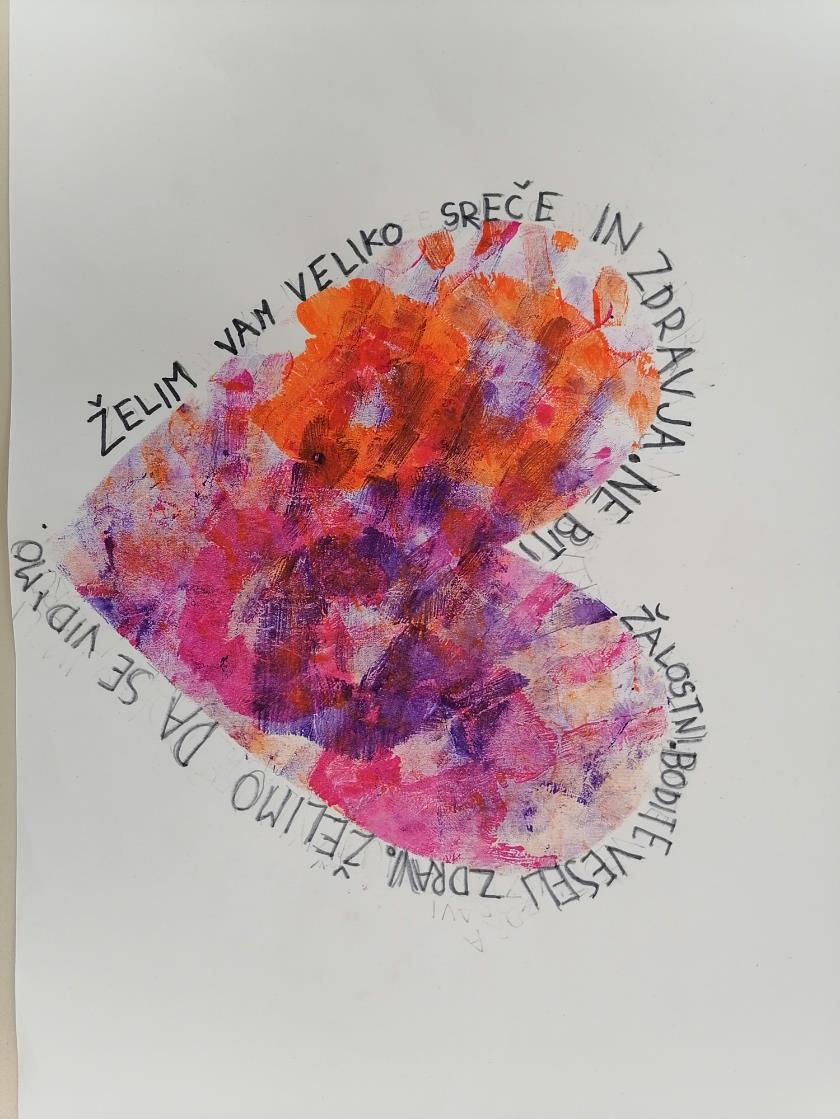 ŽELIM VAM VELIKO SREČE IN ZDRAVJA. NE BITI ŽALOSTNI. BODITE VESELI ZDRAVI. ŽELIMO DA SE VIDIMO.